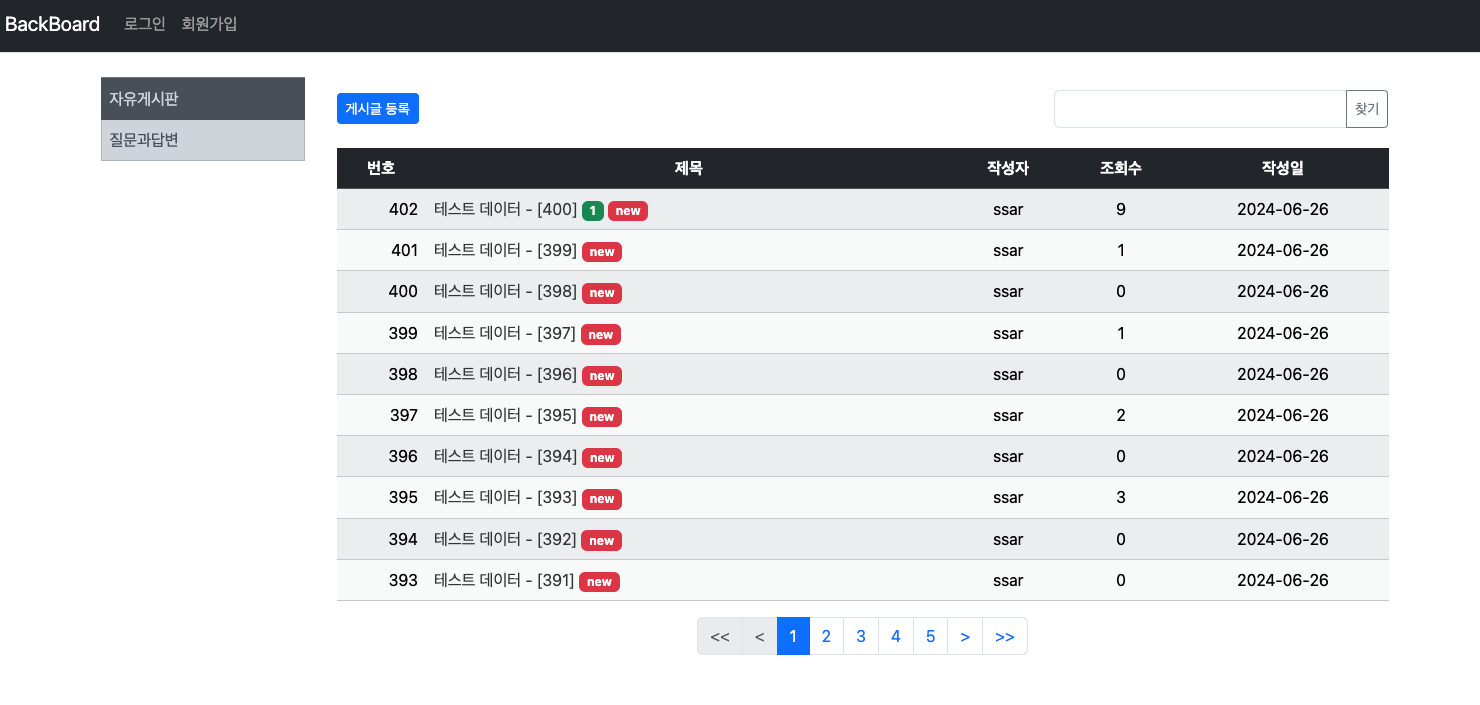 BackBoard 로그인 회원가입
자유게시판
질문과답변
게시글 등록 찾기
번호 제목 작성자 조회수 작성일
402 테스트 데이터 - [400] 1 new ssar 9 2024-06-26
401 테스트 데이터 - [399] new ssar 1 2024-06-26
400 테스트 데이터 - [398] new ssar 0 2024-06-26
399 테스트 데이터 - [397] new ssar 1 2024-06-26
398 테스트 데이터 - [396] new ssar 0 2024-06-26
397 테스트 데이터 - [395] new ssar 2 2024-06-26
396 테스트 데이터 - [394] new ssar 0 2024-06-26
395 테스트 데이터 - [393] new ssar 3 2024-06-26
394 테스트 데이터 - [392] new ssar 0 2024-06-26
393 테스트 데이터 - [391] new ssar 0 2024-06-26
<< < 1 2 3 4 5 > >>